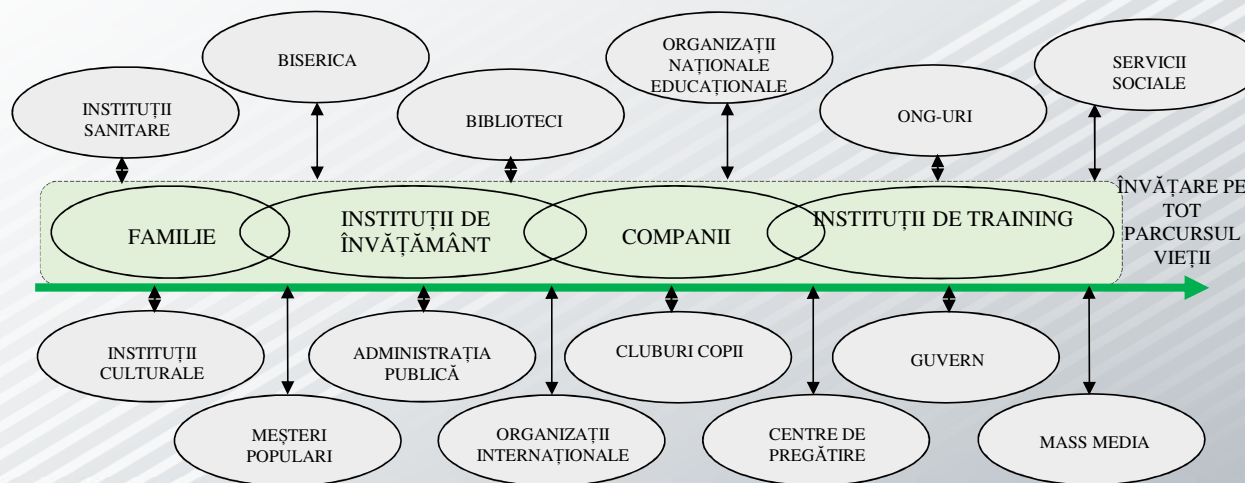 BISERICA
ORGANIZAȚII
NAȚIONALE
EDUCAȚIONALE
SERVICII
SOCIALE
INSTITUȚII
SANITARE
BIBLIOTECI
ONG-URI
FAMILIE
INSTITUȚII DE
ÎNVĂȚĂMÂNT
COMPANII
INSTITUȚII DE TRAINING
ÎNVĂȚARE PE
TOT
PARCURSUL
VIEȚII
INSTITUȚII
CULTURALE
ADMINISTRAȚIA
PUBLICĂ
CLUBURI COPII
GUVERN
MEȘTERI
POPULARI
ORGANIZAȚII
INTERNAȚIONALE
CENTRE DE
PREGĂTIRE
MASS MEDIA